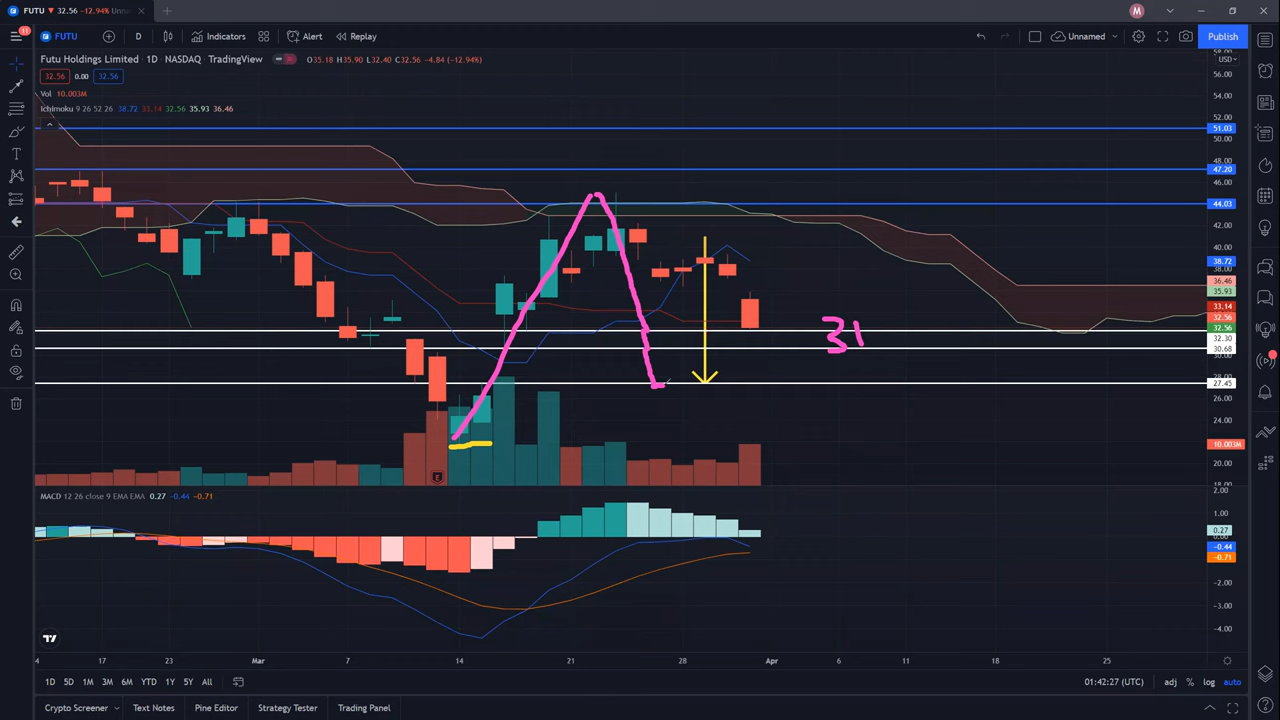 FUTU ▼ 32.56 −12.94% Unna
M
11
FUTU
D
Indicators
Alert
Replay
Unnamed
Publish
Futu Holdings Limited · 1D · NASDAQ · TradingView
O35.18 H35.90 L32.40 C32.56 −4.84 (−12.94%)
USD
32.56 0.00 32.56
Vol 10.003M
Ichimoku 9 26 52 26 38.72 33.14 32.56 35.93 36.46
56.00
54.00
52.00
51.03
50.00
48.00
47.20
46.00
44.03
42.00
40.00
38.72
38.00
36.46
35.93
33.14
32.56
32.56
32.30
30.68
31
28.00
27.45
26.00
24.00
10.003M
20.00
18.00
E
MACD 12 26 close 9 EMA EMA 0.27 −0.44 −0.71
2.00
1.00
0.27
0.00
−0.44
−0.71
−2.00
−3.00
−4.00
4 17 23 Mar 7 14 21 28 Apr 6 11 18 25
1D 5D 1M 3M 6M YTD 1Y 5Y All
01:42:27 (UTC) adj % log auto
Crypto Screener Text Notes Pine Editor Strategy Tester Trading Panel